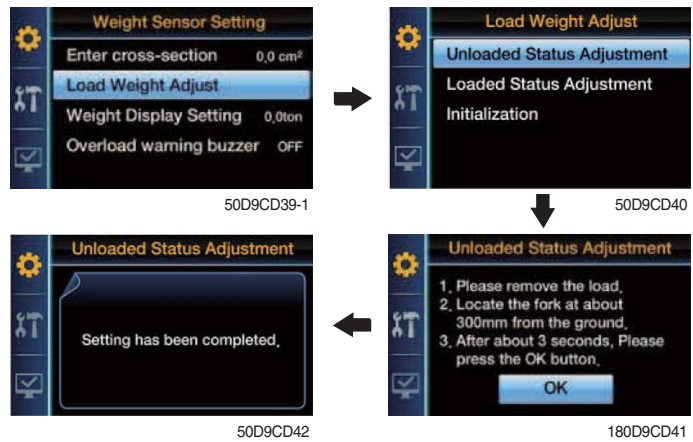 Weight Sensor Setting
Enter cross-section 0,0 cm²
Load Weight Adjust
Weight Display Setting 0,0ton
Overload warning buzzer OFF
50D9CD39-1
Load Weight Adjust
Unloaded Status Adjustment
Loaded Status Adjustment
Initialization
50D9CD40
Unloaded Status Adjustment
1. Please remove the load.
2. Locate the fork at about
300mm from the ground.
3. After about 3 seconds, Please
press the OK button.
OK
180D9CD41
Unloaded Status Adjustment
Setting has been completed.
50D9CD42